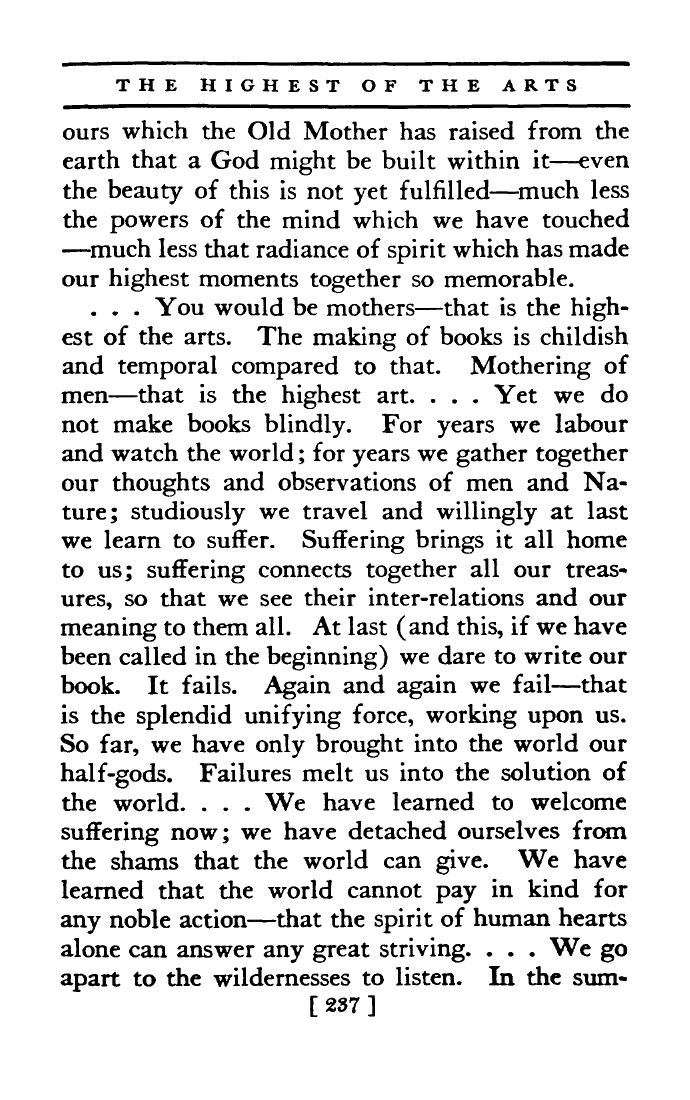 THE HIGHEST OF THE ARTS
ours which the Old Mother has raised from the
earth that a God might be built within it—even
the beauty of this is not yet fulfilled—much less
the powers of the mind which we have touched
—much less that radiance of spirit which has made
our highest moments together so memorable.
. . . You would be mothers—that is the high-
est of the arts. The making of books is childish
and temporal compared to that. Mothering of
men—that is the highest art. . . . Yet we do
not make books blindly. For years we labour
and watch the world; for years we gather together
our thoughts and observations of men and Na-
ture; studiously we travel and willingly at last
we learn to suffer. Suffering brings it all home
to us; suffering connects together all our treas-
ures, so that we see their inter-relations and our
meaning to them all. At last (and this, if we have
been called in the beginning) we dare to write our
book. It fails. Again and again we fail—that
is the splendid unifying force, working upon us.
So far, we have only brought into the world our
half-gods. Failures melt us into the solution of
the world. . . . We have learned to welcome
suffering now; we have detached ourselves from
the shams that the world can give. We have
learned that the world cannot pay in kind for
any noble action—that the spirit of human hearts
alone can answer any great striving. . . . We go
apart to the wildernesses to listen. In the sum-
[ 237 ]